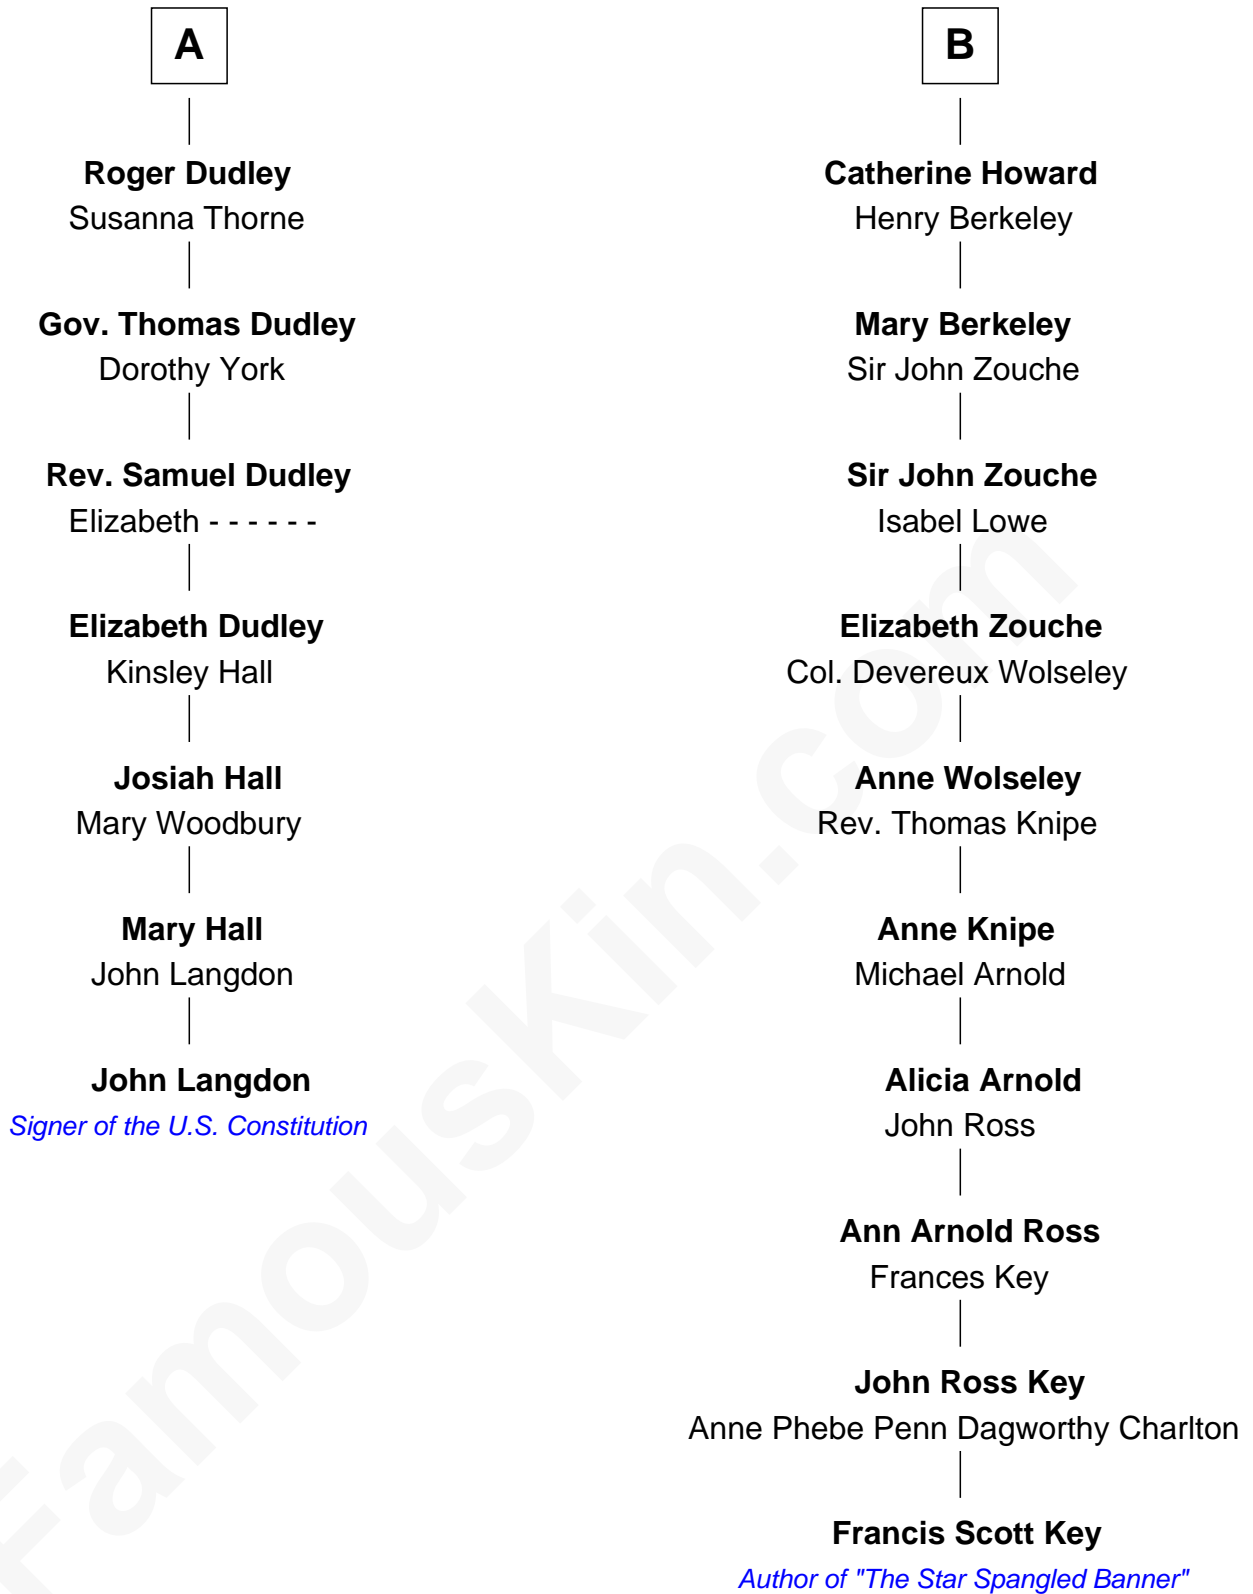 A
Roger Dudley
Susanna Thorne
Gov. Thomas Dudley
Dorothy York
Rev. Samuel Dudley
Elizabeth - - - - - -
Elizabeth Dudley
Kinsley Hall
Josiah Hall
Mary Woodbury
Mary Hall
John Langdon
John Langdon
Signer of the U.S. Constitution
B
Catherine Howard
Henry Berkeley
Mary Berkeley
Sir John Zouche
Sir John Zouche
Isabel Lowe
Elizabeth Zouche
Col. Devereux Wolseley
Anne Wolseley
Rev. Thomas Knipe
Anne Knipe
Michael Arnold
Alicia Arnold
John Ross
Ann Arnold Ross
Frances Key
John Ross Key
Anne Phebe Penn Dagworthy Charlton
Francis Scott Key
Author of "The Star Spangled Banner"
FamousKin.com